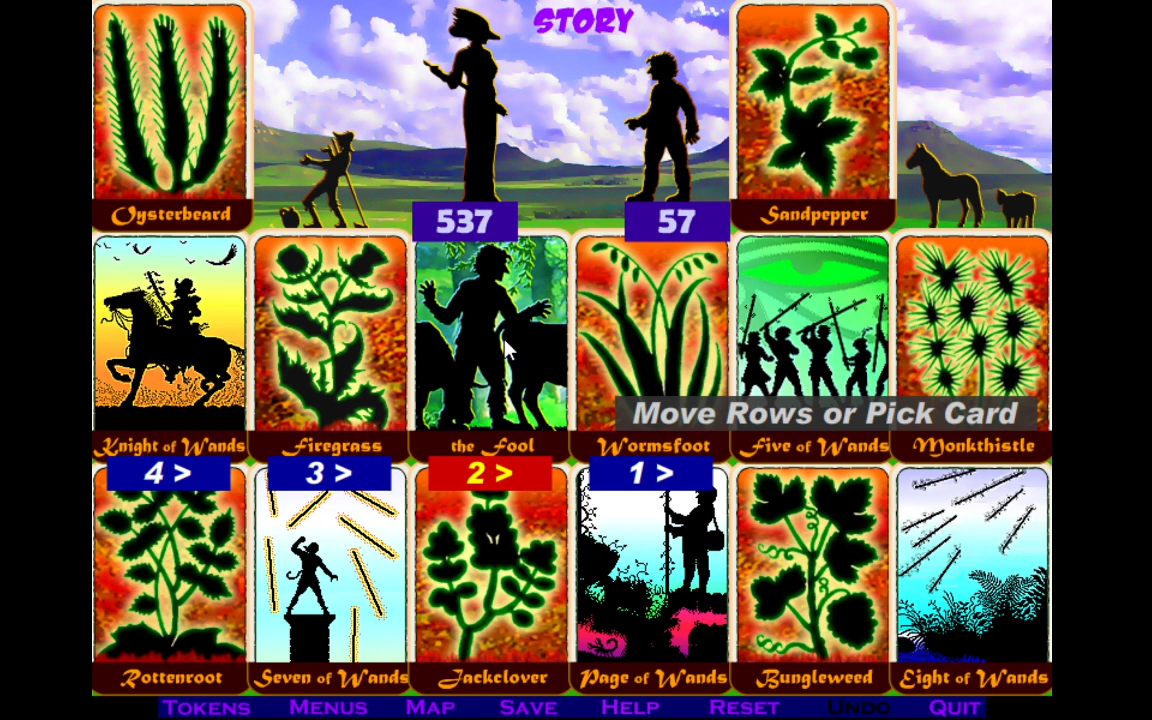 STORY
Oysterbeard
Sandpepper
537
57
Move Rows or Pick Card
Knight of Wands
Firegrass
the Fool
Wormsfoot
Five of Wands
Monkthistle
4 >
3 >
2 >
1 >
Rottenroot
Seven of Wands
Jackclover
Page of Wands
Bungleweed
Eight of Wands
Tokens Menus Map Save Help Reset Undo Quit